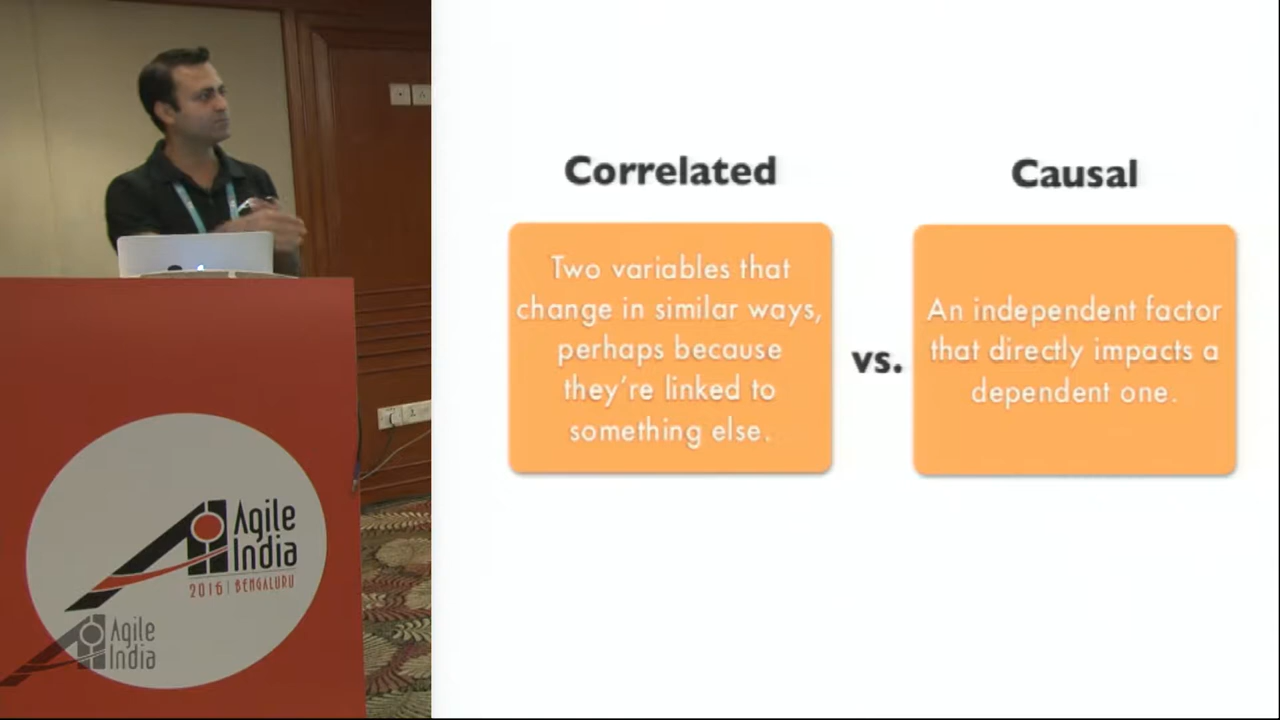 Correlated
Two variables that
change in similar ways,
perhaps because
they're linked to
something else.
vs.
Causal
An independent factor
that directly impacts a
dependent one.
Agile
India
2016 | BENGALURU
Agile
India